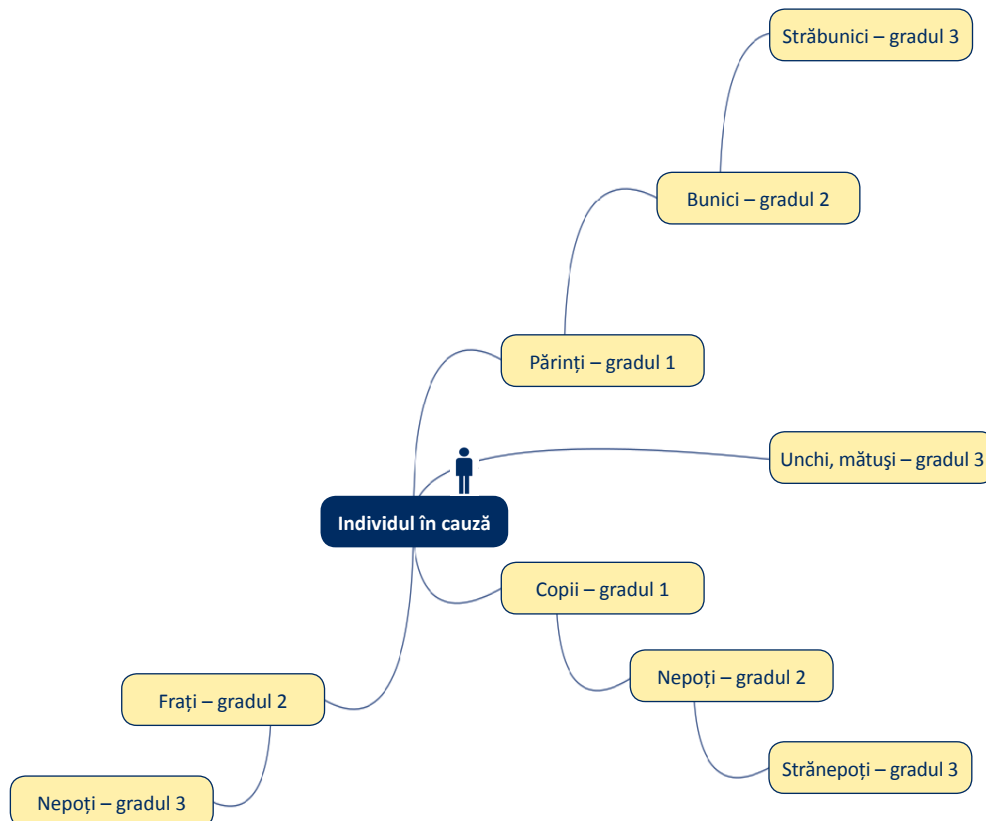 Străbunici – gradul 3
Bunici – gradul 2
Părinți – gradul 1
Unchi, mătuşi – gradul 3
Individul în cauză
Copii – gradul 1
Nepoți – gradul 2
Frați – gradul 2
Strănepoți – gradul 3
Nepoți – gradul 3